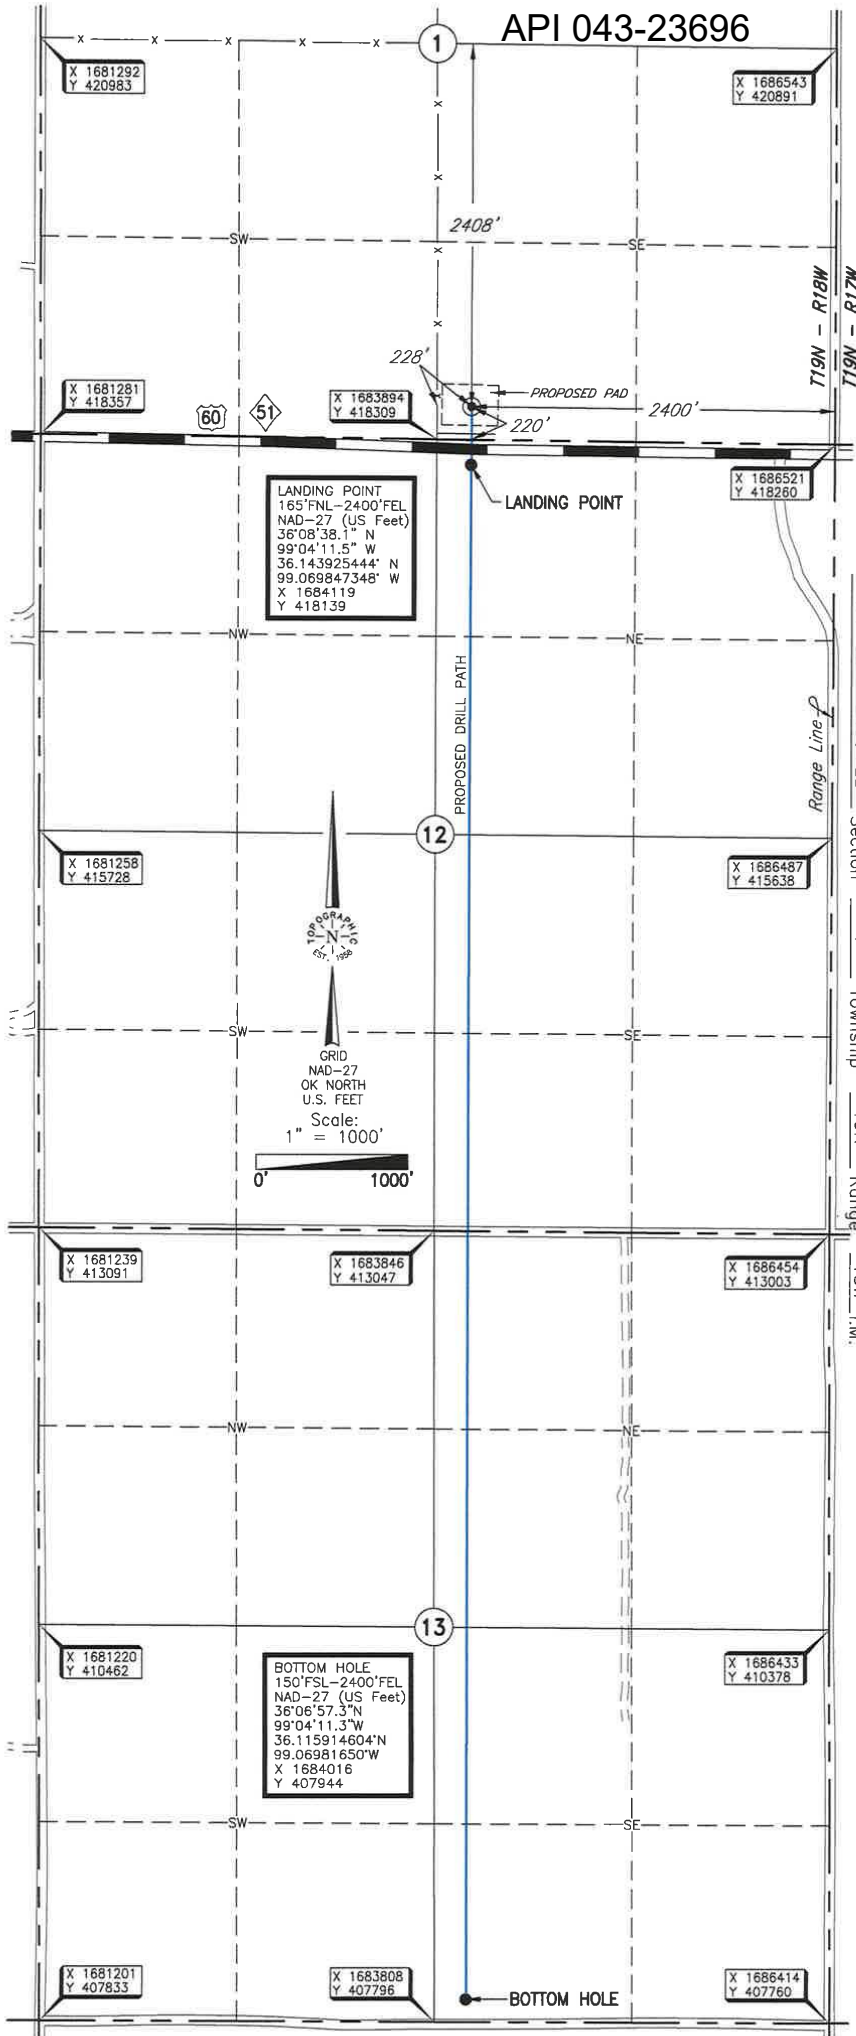 API 043-23696
x x x x x
1
X 1681292
Y 420983
X 1686543
Y 420891
x
x
2408'
SW
SE
x
x
T19N - R18W
T19N - R17W
228'
X 1681281
Y 418357
60
51
X 1683894
Y 418309
PROPOSED PAD
2400'
220'
X 1686521
Y 418260
LANDING POINT
LANDING POINT
165'FNL-2400'FEL
NAD-27 (US Feet)
36°08'38.1" N
99°04'11.5" W
36.143925444° N
99.069847348° W
X 1684119
Y 418139
NW
NE
PROPOSED DRILL PATH
Range Line
12
X 1681258
Y 415728
X 1686487
Y 415638
Section
Township
Range
TOPOGRAPHIC
N
EST. 1958
SW
SE
GRID
NAD-27
OK NORTH
U.S. FEET
Scale:
1" = 1000'
0' 1000'
X 1681239
Y 413091
X 1683846
Y 413047
X 1686454
Y 413003
NW
NE
13
X 1681220
Y 410462
X 1686433
Y 410378
BOTTOM HOLE
150'FSL-2400'FEL
NAD-27 (US Feet)
36°06'57.3"N
99°04'11.3"W
36.115914604°N
99.06981650°W
X 1684016
Y 407944
SW
SE
X 1681201
Y 407833
X 1683808
Y 407796
X 1686414
Y 407760
BOTTOM HOLE